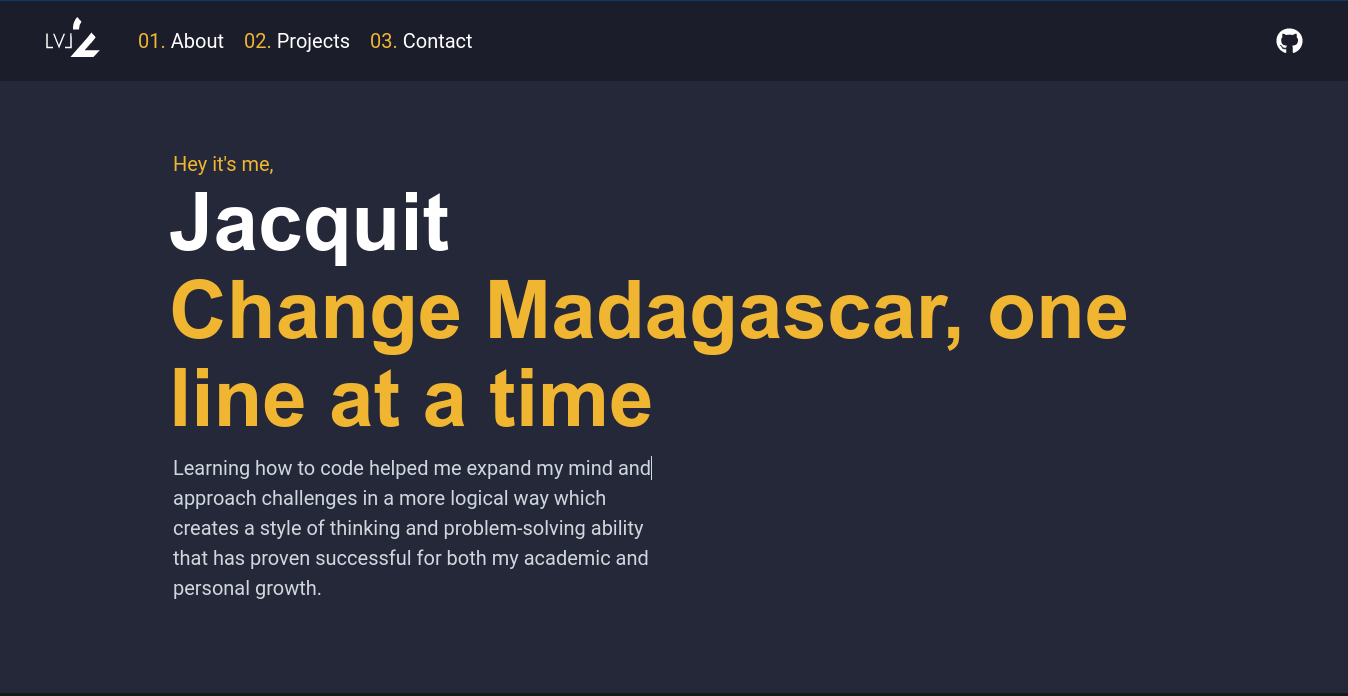 LVJ
01. About 02. Projects 03. Contact
Hey it's me,
Jacquit
Change Madagascar, one
line at a time
Learning how to code helped me expand my mind and
approach challenges in a more logical way which
creates a style of thinking and problem-solving ability
that has proven successful for both my academic and
personal growth.